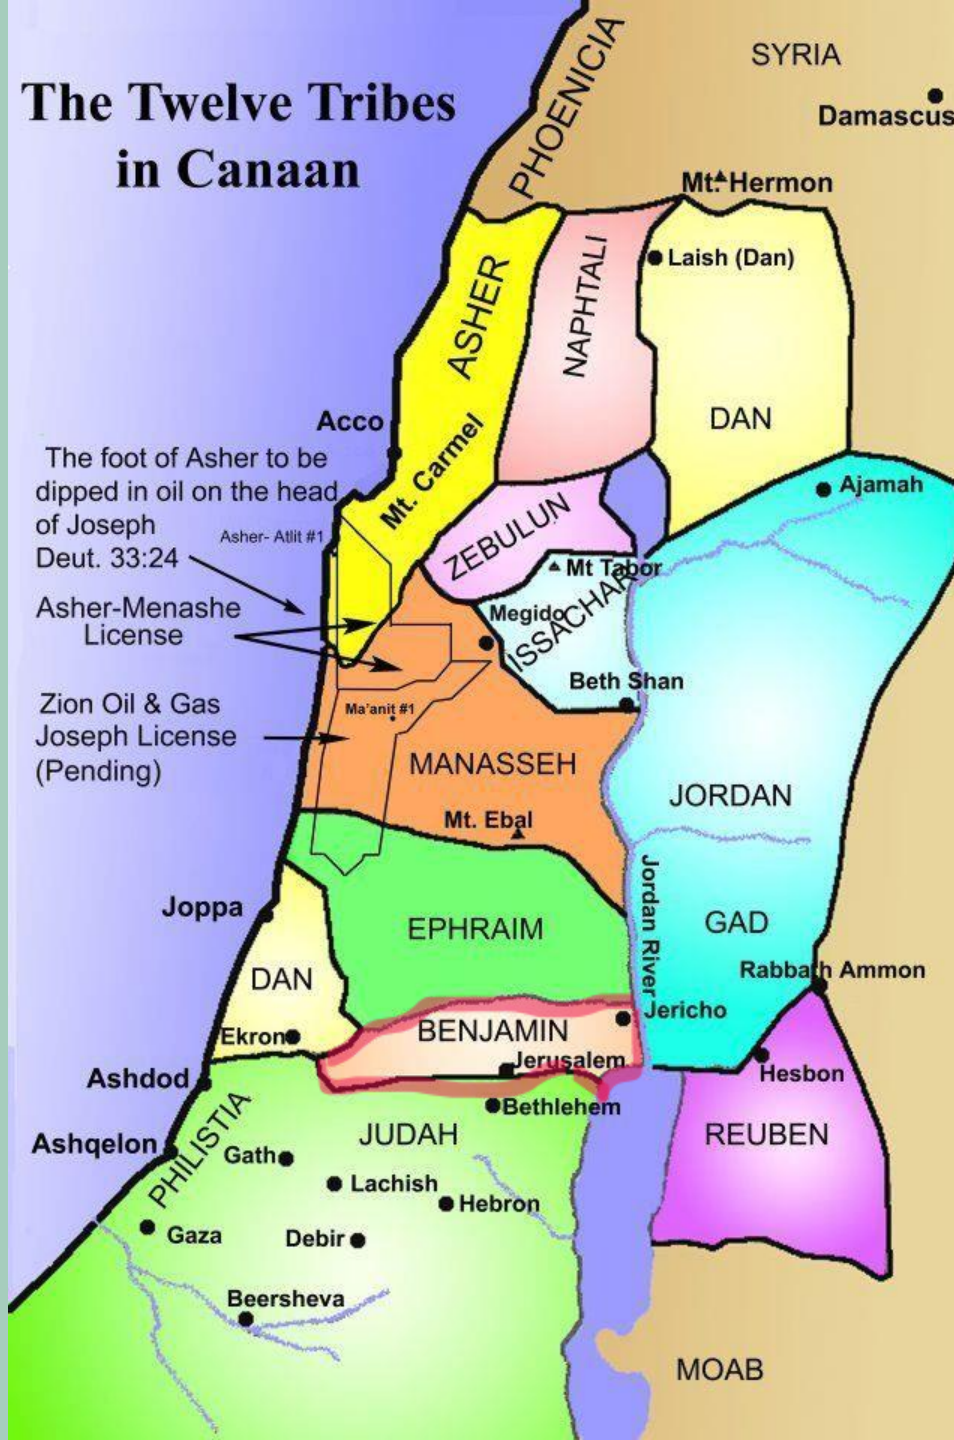 The Twelve Tribes
in Canaan
PHOENICIA
SYRIA
Damascus
Mt. Hermon
ASHER
NAPHTALI
Laish (Dan)
DAN
Acco
Mt. Carmel
The foot of Asher to be
dipped in oil on the head
of Joseph
Deut. 33:24
Asher- Atlit #1
Ajamah
ZEBULUN
Mt Tabor
Asher-Menashe
License
Megido
ISSACHAR
Beth Shan
Zion Oil & Gas
Joseph License
(Pending)
Ma'anit #1
MANASSEH
JORDAN
Mt. Ebal
Jordan River
Joppa
EPHRAIM
GAD
DAN
Rabbath Ammon
Ekron
BENJAMIN
Jericho
Jerusalem
Ashdod
Hesbon
Bethlehem
Ashqelon
PHILISTIA
JUDAH
REUBEN
Gath
Lachish
Hebron
Gaza
Debir
Beersheva
MOAB